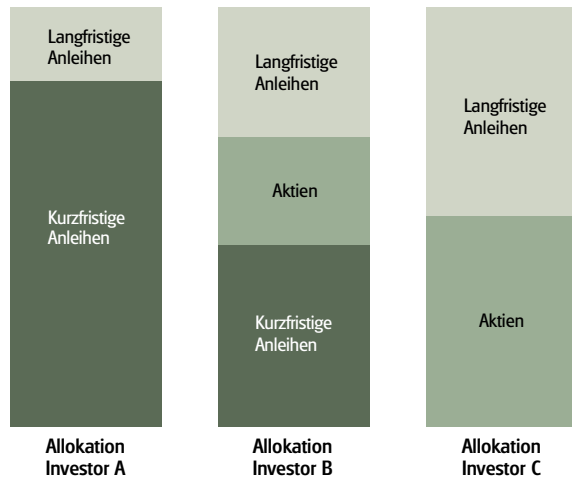 Langfristige
Anleihen
Kurzfristige
Anleihen
Allokation
Investor A
Langfristige
Anleihen
Aktien
Kurzfristige
Anleihen
Allokation
Investor B
Langfristige
Anleihen
Aktien
Allokation
Investor C